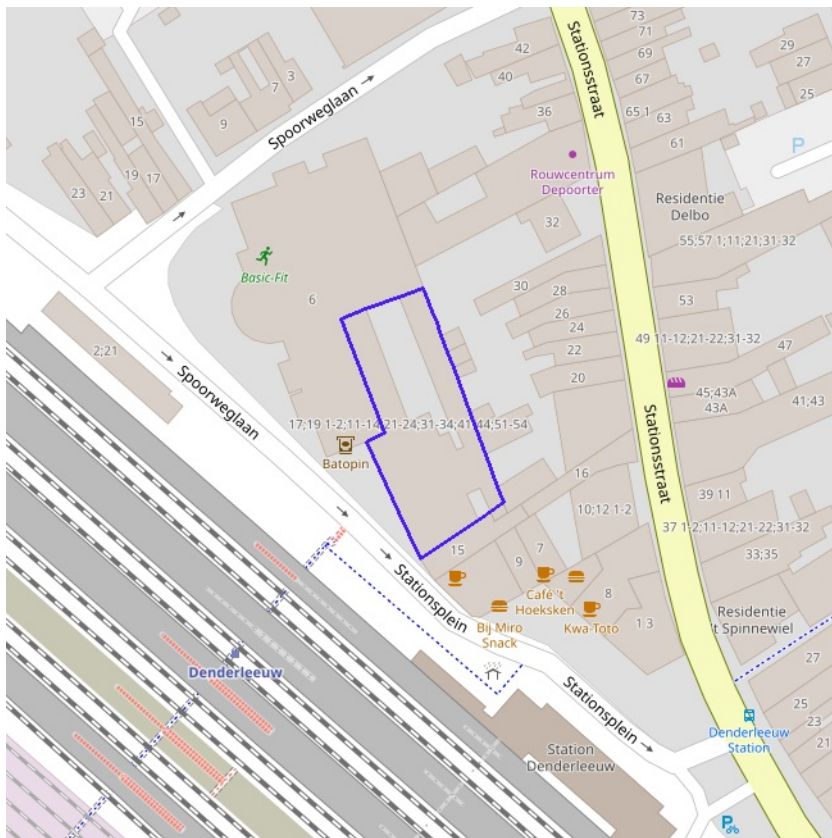 73
71
69
67
65 1
63
61
Stationsstraat
42
40
36
29
27
25
P
3
7
9
15
19
17
23
21
Spoorweglaan
Rouwcentrum
Depoorter
32
Residentie
Delbo
55;57 1;11;21;31-32
Basic-Fit
6
30
28
26
24
22
20
53
49 11-12;21-22;31-32
47
45;43A
43A
41;43
2;21
Spoorweglaan
17;19 1-2;11-14;21-24;31-34;41-44;51-54
Batopin
Stationsstraat
16
10;12 1-2
39 11
37 1-2;11-12;21-22;31-32
33;35
15
9
7
8
1 3
Café 't
Hoeksken
Bij Miro
Snack
Kwa-Toto
Stationsplein
Residentie
't Spinnewiel
27
25
23
21
Denderleeuw
Stationsplein
Station
Denderleeuw
Denderleeuw
Station
P